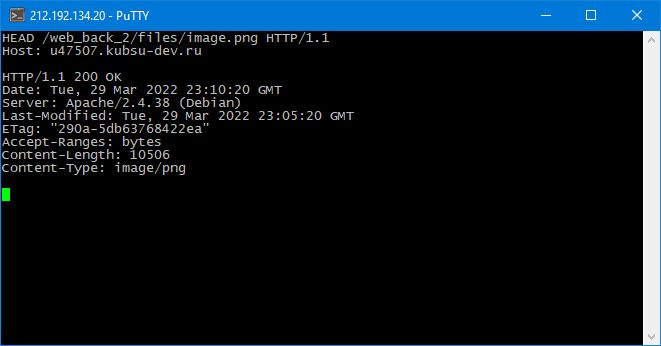 212.192.134.20 - PuTTY
HEAD /web_back_2/files/image.png HTTP/1.1
Host: u47507.kubsu-dev.ru
HTTP/1.1 200 OK
Date: Tue, 29 Mar 2022 23:10:20 GMT
Server: Apache/2.4.38 (Debian)
Last-Modified: Tue, 29 Mar 2022 23:05:20 GMT
ETag: "290a-5db63768422ea"
Accept-Ranges: bytes
Content-Length: 10506
Content-Type: image/png